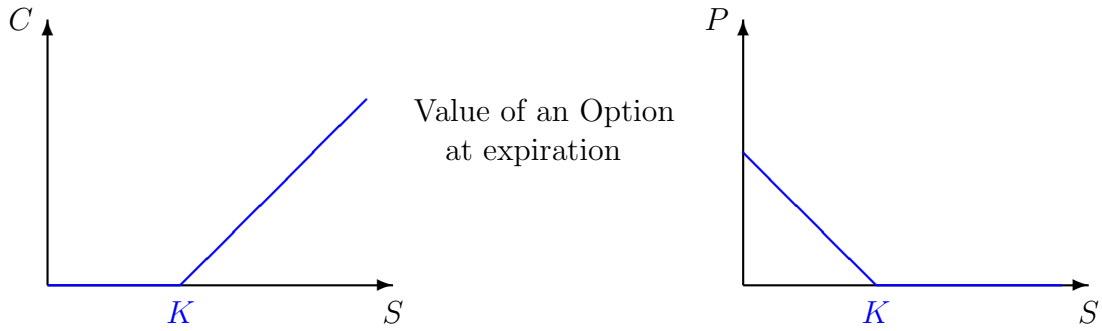 C
P
Value of an Option
at expiration
K
S
K
S